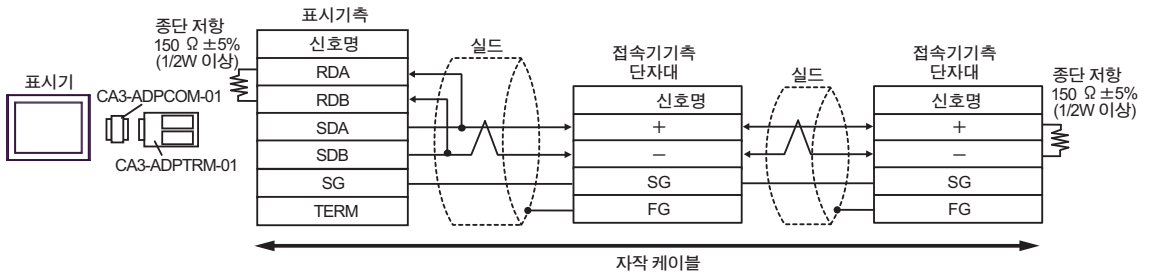 표시기
CA3-ADPCOM-01
CA3-ADPTRM-01
종단 저항
150 Ω ±5%
(1/2W 이상)
표시기측
신호명
RDA
RDB
SDA
SDB
SG
TERM
실드
접속기기측
단자대
신호명
+
−
SG
FG
실드
접속기기측
단자대
신호명
+
−
SG
FG
종단 저항
150 Ω ±5%
(1/2W 이상)
자작 케이블